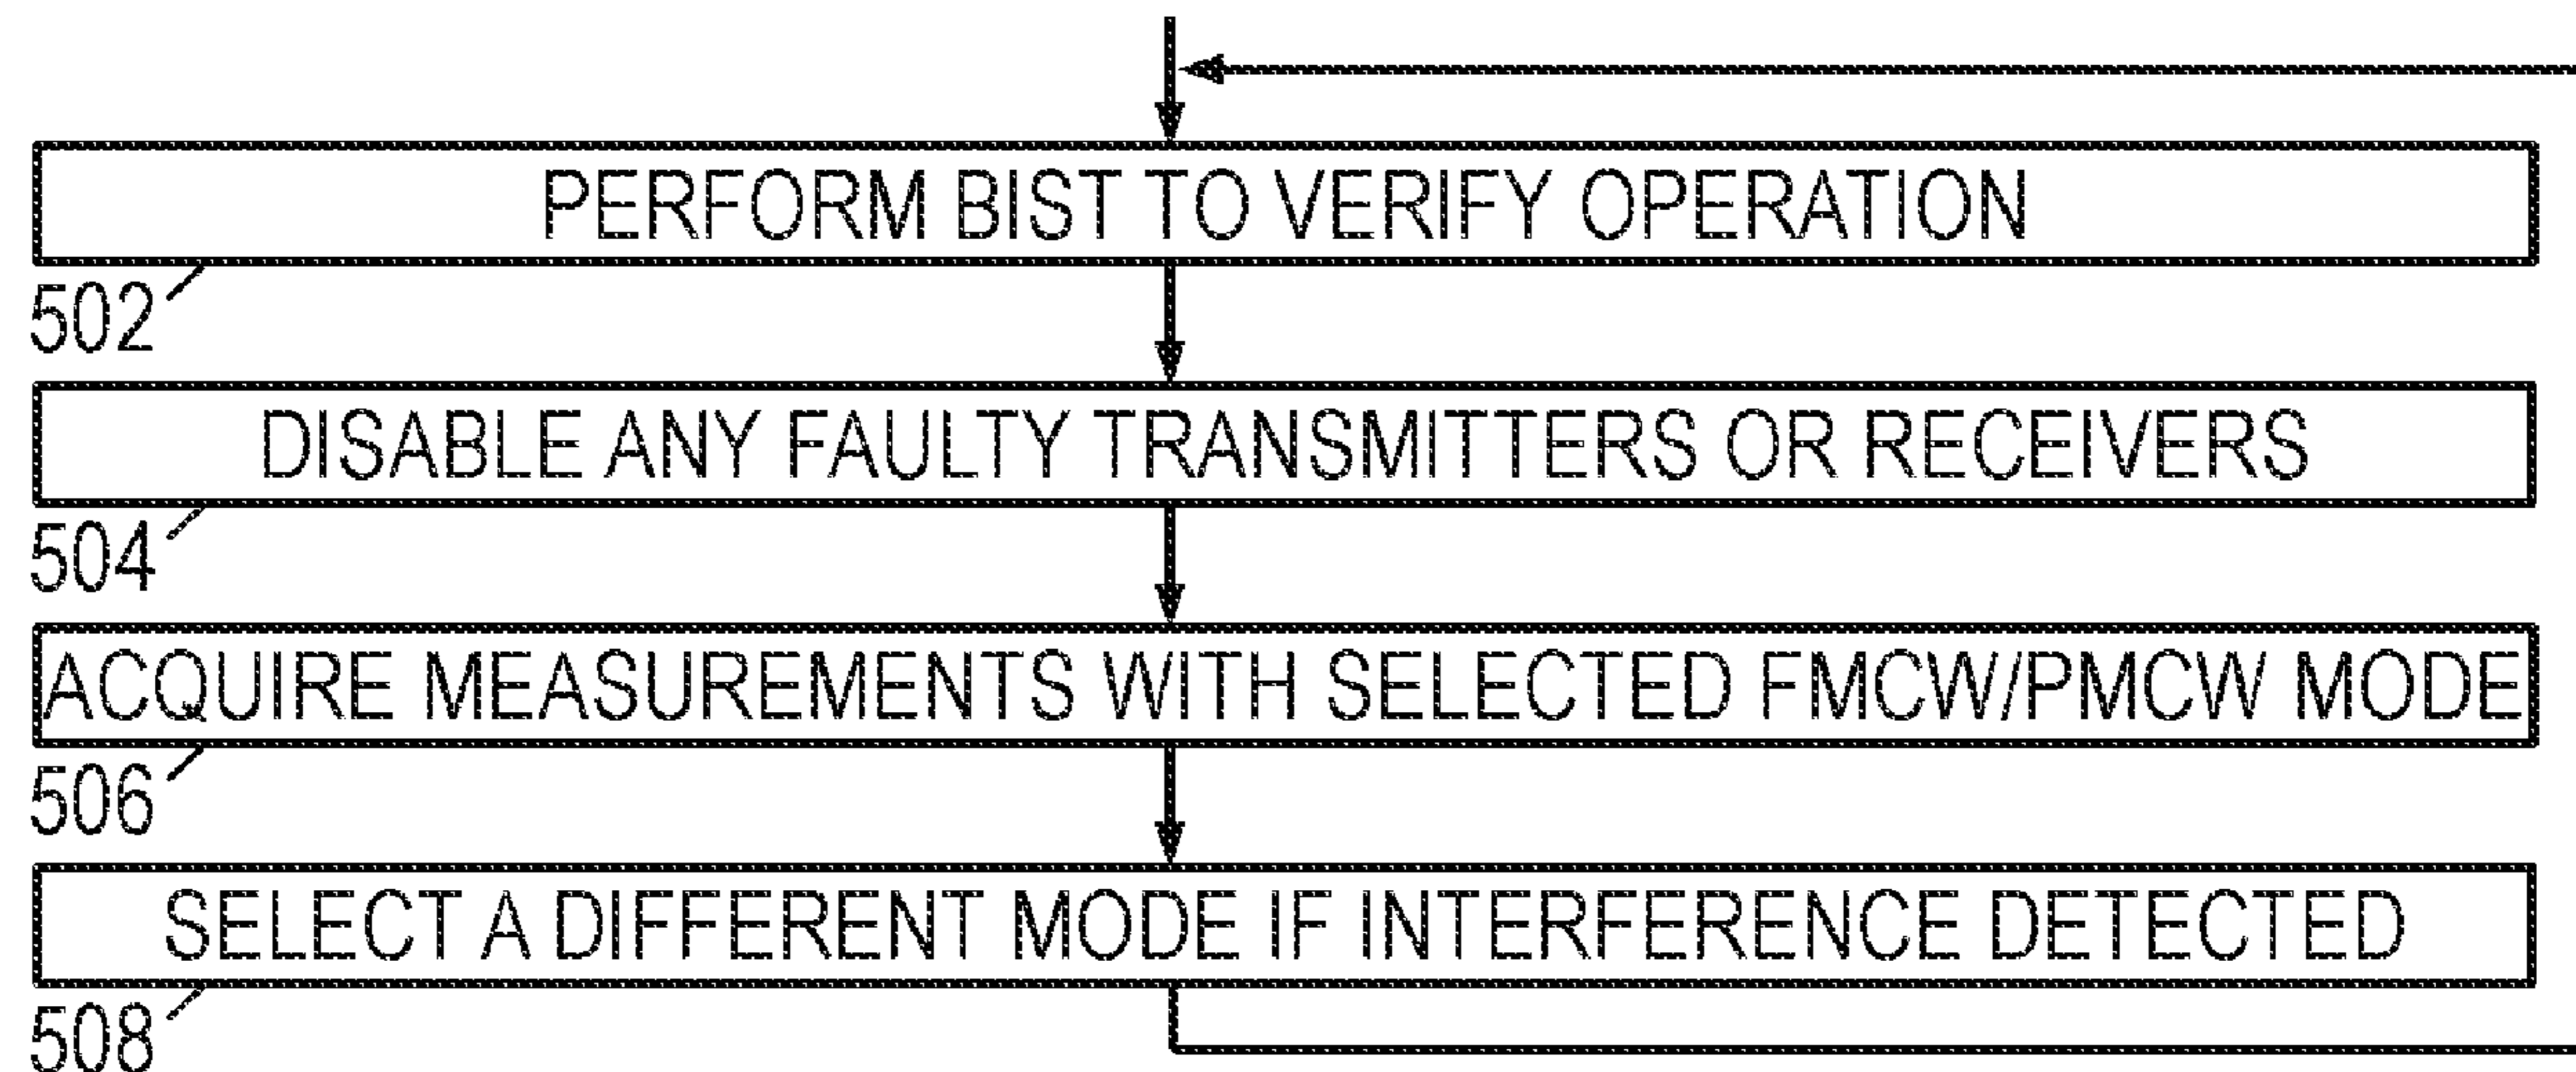 PERFORM BIST TO VERIFY OPERATION
502
DISABLE ANY FAULTY TRANSMITTERS OR RECEIVERS
504
ACQUIRE MEASUREMENTS WITH SELECTED FMCW/PMCW MODE
506
SELECT A DIFFERENT MODE IF INTERFERENCE DETECTED
508